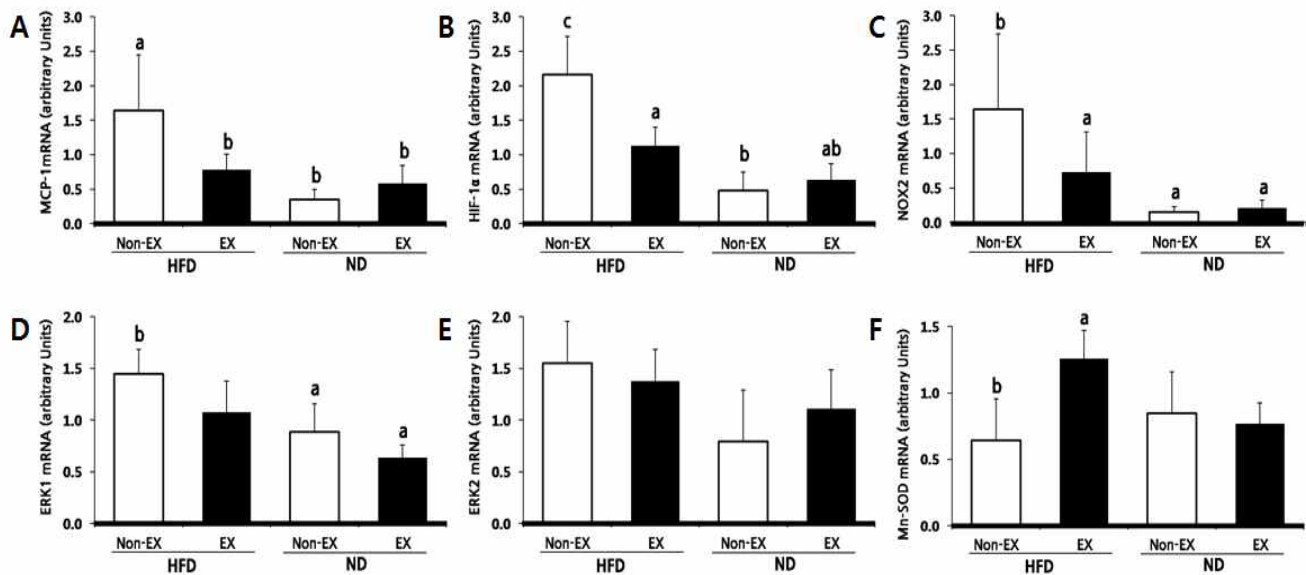 A
MCP-1mRNA (arbitrary Units)
3.0
2.5
2.0
1.5
1.0
0.5
0.0
a
b
b
b
Non-EX EX Non-EX EX
HFD ND
B
HIF-1α mRNA (arbitrary Units)
3.0
2.5
2.0
1.5
1.0
0.5
0.0
c
a
b
ab
Non-EX EX Non-EX EX
HFD ND
C
NOX2 mRNA (arbitrary Units)
3.0
2.5
2.0
1.5
1.0
0.5
0.0
b
a
a
a
Non-EX EX Non-EX EX
HFD ND
D
ERK1 mRNA (arbitrary Units)
2.0
1.5
1.0
0.5
0.0
b
a
a
Non-EX EX Non-EX EX
HFD ND
E
ERK2 mRNA (arbitrary Units)
2.0
1.5
1.0
0.5
0.0
Non-EX EX Non-EX EX
HFD ND
F
Mn-SOD mRNA (arbitrary Units)
1.5
1.0
0.5
0.0
b
a
Non-EX EX Non-EX EX
HFD ND